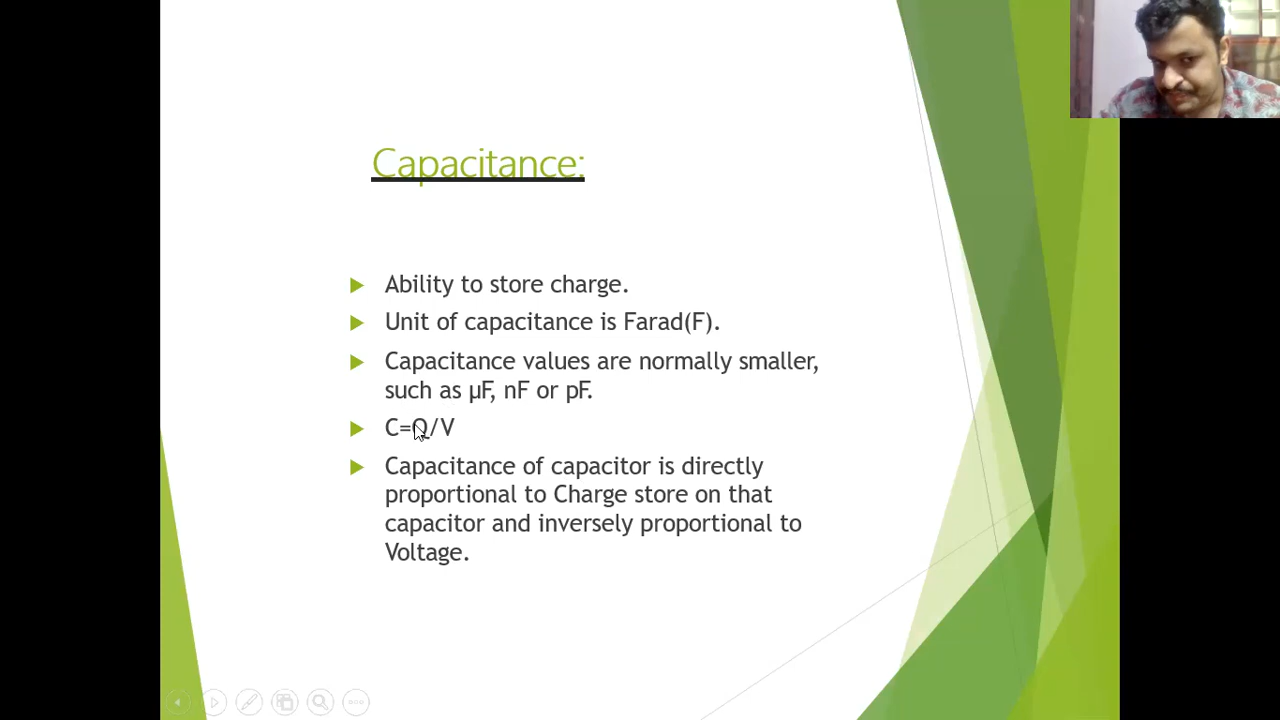 Capacitance:
Ability to store charge.
Unit of capacitance is Farad(F).
Capacitance values are normally smaller,
such as µF, nF or pF.
C=Q/V
Capacitance of capacitor is directly
proportional to Charge store on that
capacitor and inversely proportional to
Voltage.